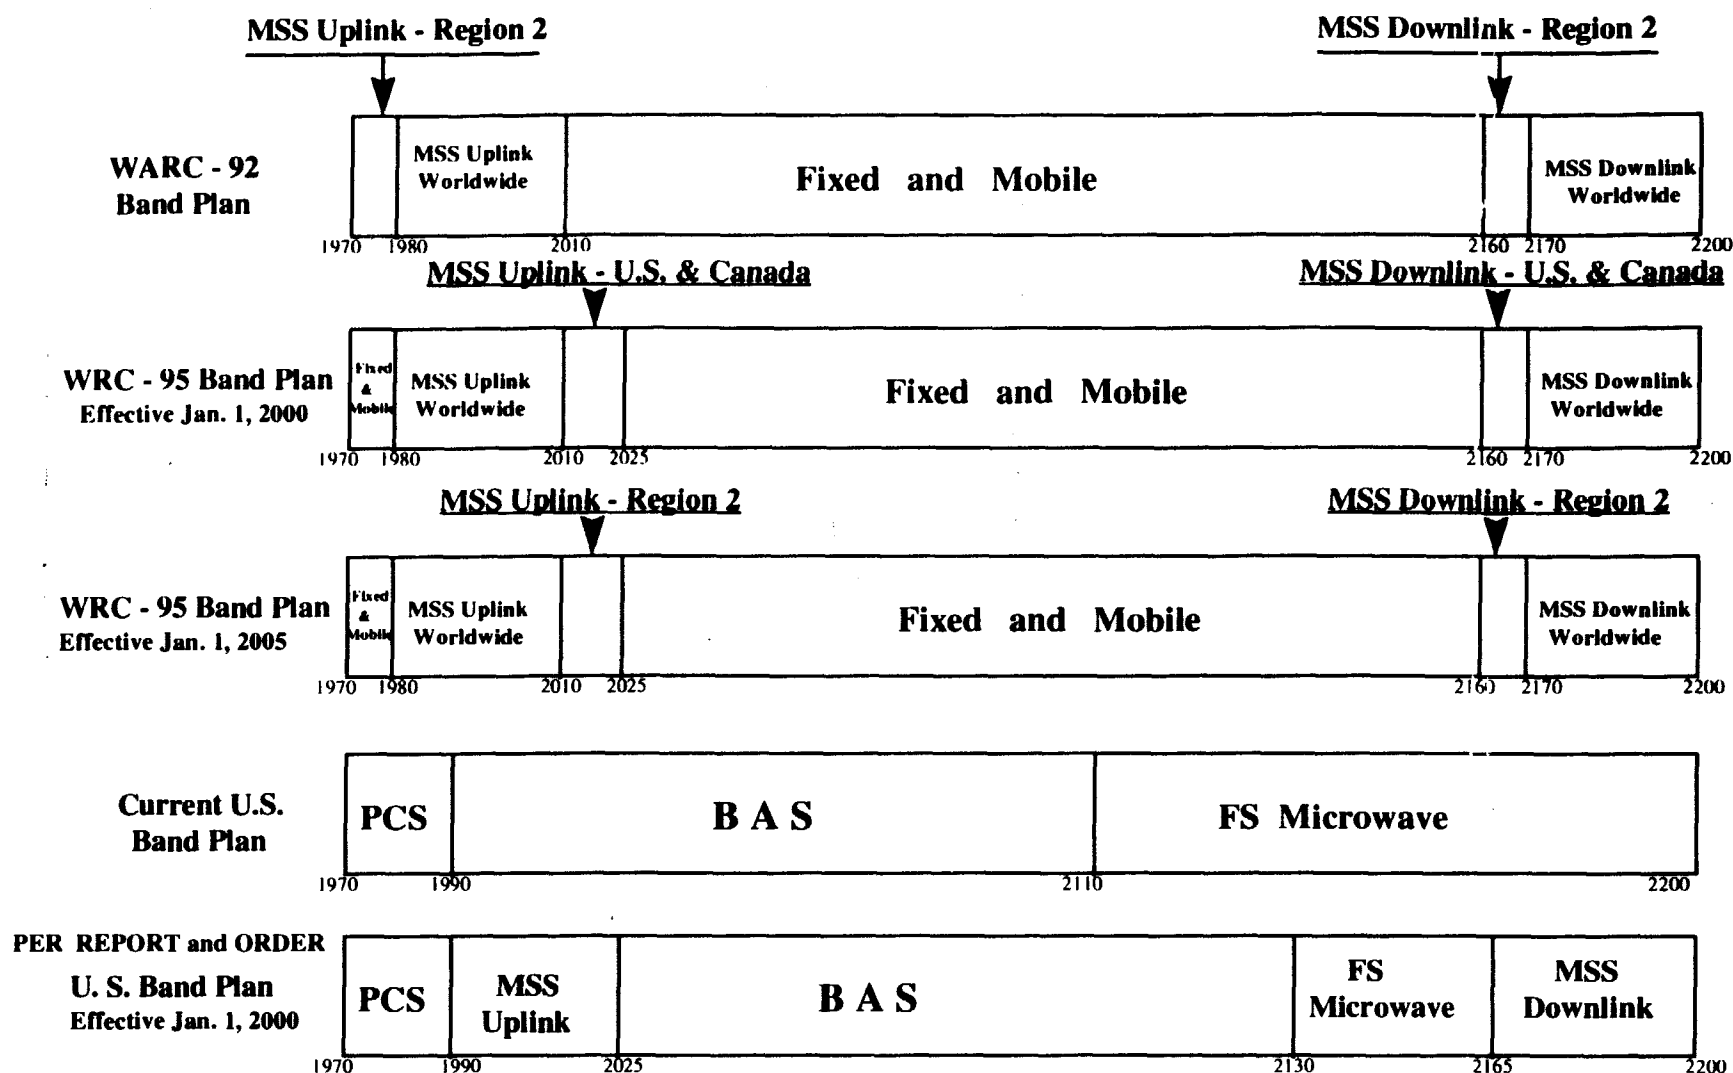 MSS Uplink - Region 2
MSS Downlink - Region 2
WARC - 92
Band Plan
MSS Uplink
Worldwide
Fixed and Mobile
MSS Downlink
Worldwide
1970 1980 2010 2160 2170 2200
MSS Uplink - U.S. & Canada
MSS Downlink - U.S. & Canada
WRC - 95 Band Plan
Effective Jan. 1, 2000
Fixed
&
Mobile
MSS Uplink
Worldwide
Fixed and Mobile
MSS Downlink
Worldwide
1970 1980 2010 2025 2160 2170 2200
MSS Uplink - Region 2
MSS Downlink - Region 2
WRC - 95 Band Plan
Effective Jan. 1, 2005
Fixed
&
Mobile
MSS Uplink
Worldwide
Fixed and Mobile
MSS Downlink
Worldwide
1970 1980 2010 2025 2160 2170 2200
Current U.S.
Band Plan
PCS
B A S
FS Microwave
1970 1990 2110 2200
PER REPORT and ORDER
U. S. Band Plan
Effective Jan. 1, 2000
PCS
MSS
Uplink
B A S
FS
Microwave
MSS
Downlink
1970 1990 2025 2130 2165 2200